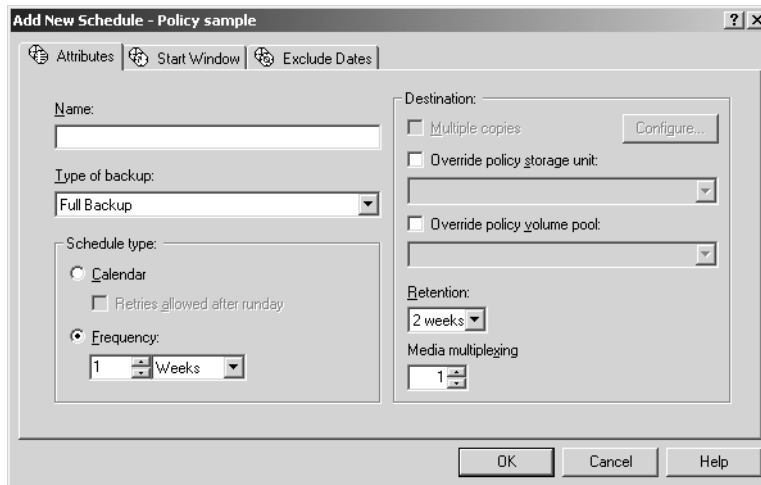 Add New Schedule - Policy sample
Attributes
Start Window
Exclude Dates
Name:
Type of backup:
Full Backup
Schedule type:
Calendar
Retries allowed after runday
Frequency:
1
Weeks
Destination:
Multiple copies
Configure...
Override policy storage unit:
Override policy volume pool:
Retention:
2 weeks
Media multiplexing
1
OK
Cancel
Help